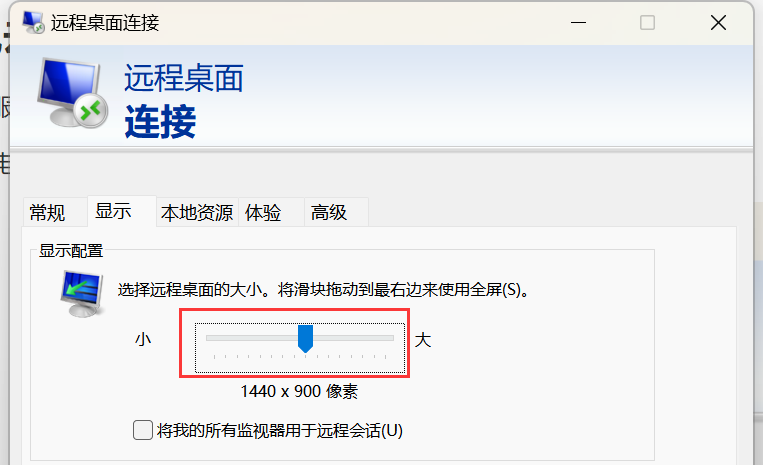 远程桌面连接
远程桌面
连接
常规 显示 本地资源 体验 高级
显示配置
选择远程桌面的大小。将滑块拖动到最右边来使用全屏(S)。
小 大
1440 x 900 像素
将我的所有监视器用于远程会话(U)